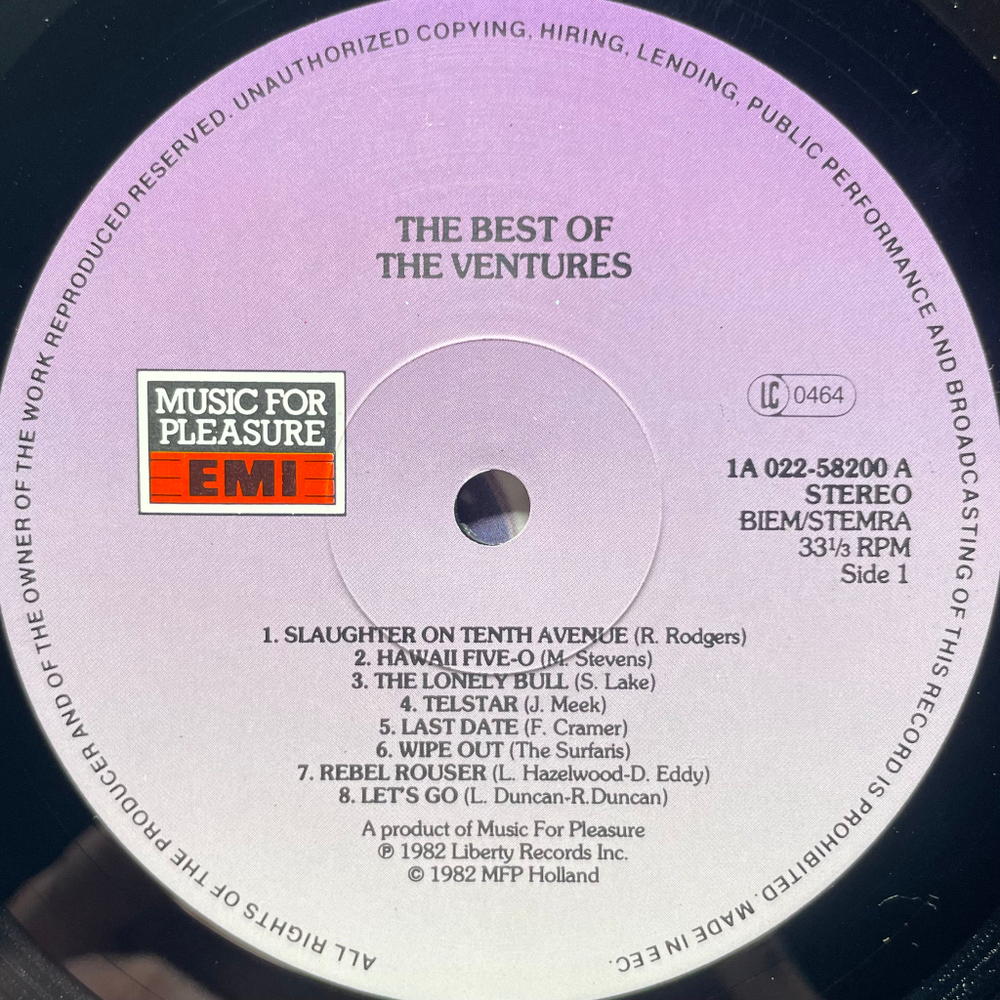 ALL RIGHTS OF THE PRODUCER AND OF THE OWNER OF THE WORK REPRODUCED RESERVED. UNAUTHORIZED COPYING, HIRING, LENDING, PUBLIC PERFORMANCE AND BROADCASTING OF THIS RECORD IS PROHIBITED. MADE IN EEC.
THE BEST OF
THE VENTURES
MUSIC FOR
PLEASURE
EMI
LC 0464
1A 022-58200 A
STEREO
BIEM/STEMRA
33⅓ RPM
Side 1
1. SLAUGHTER ON TENTH AVENUE (R. Rodgers)
2. HAWAII FIVE-O (M. Stevens)
3. THE LONELY BULL (S. Lake)
4. TELSTAR (J. Meek)
5. LAST DATE (F. Cramer)
6. WIPE OUT (The Surfaris)
7. REBEL ROUSER (L. Hazelwood-D. Eddy)
8. LET'S GO (L. Duncan-R.Duncan)
A product of Music For Pleasure
℗ 1982 Liberty Records Inc.
© 1982 MFP Holland